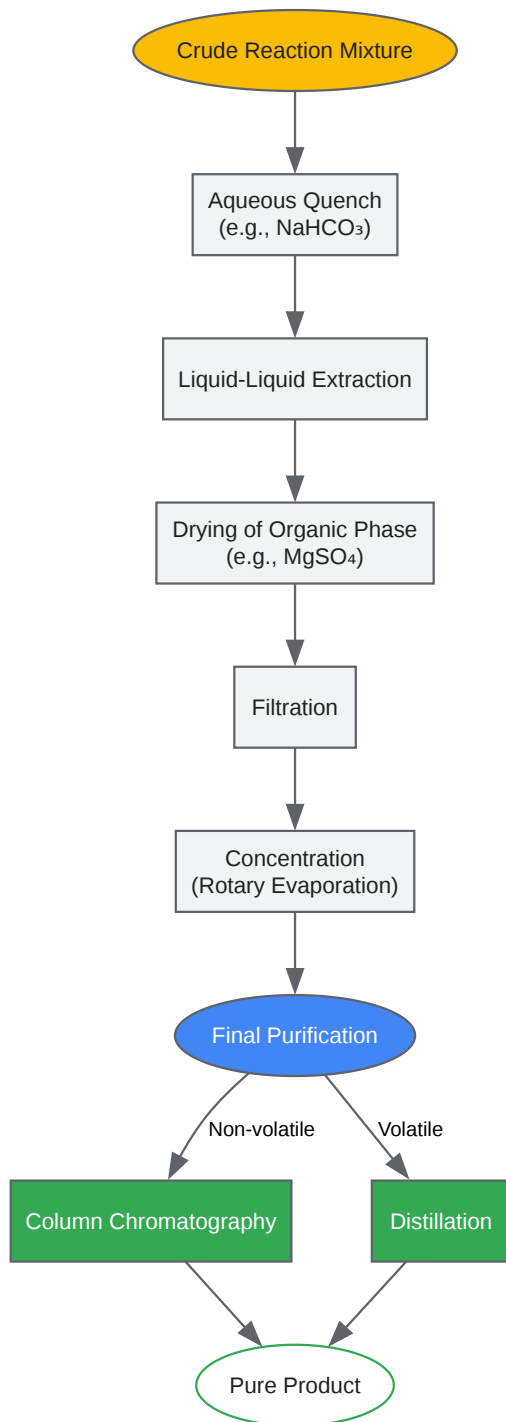 Crude Reaction Mixture
Aqueous Quench
(e.g., NaHCO₃)
Liquid-Liquid Extraction
Drying of Organic Phase
(e.g., MgSO₄)
Filtration
Concentration
(Rotary Evaporation)
Final Purification
Non-volatile
Volatile
Column Chromatography
Distillation
Pure Product